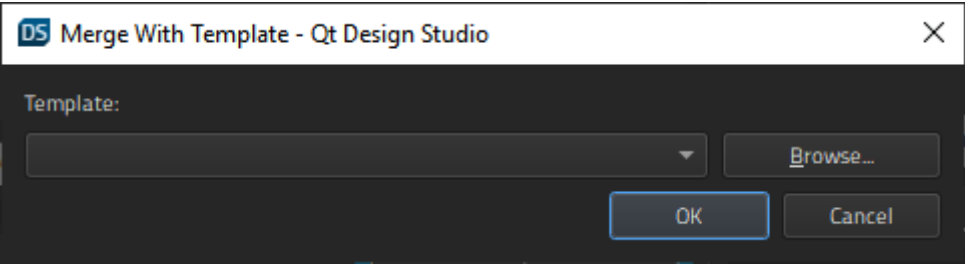 DS Merge With Template - Qt Design Studio
Template:
Browse...
OK Cancel